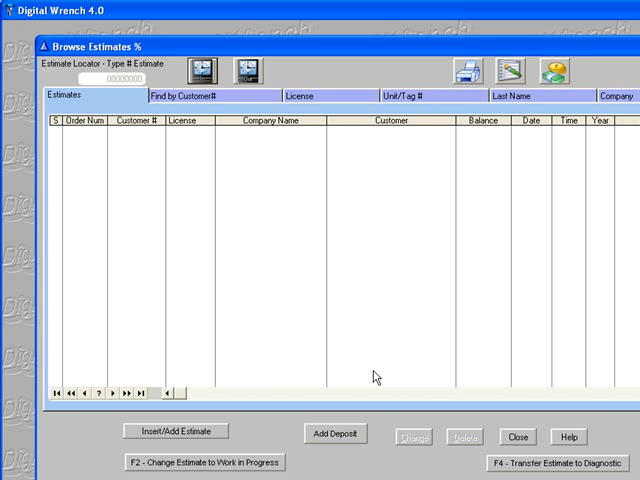 Digital Wrench 4.0
Browse Estimates %
Estimate Locator - Type # Estimate
00000000
Out
Estimates Find by Customer# License Unit/Tag # Last Name Company
S Order Num Customer # License Company Name Customer Balance Date Time Year
?
Insert/Add Estimate Add Deposit Change Delete Close Help
F2 - Change Estimate to Work in Progress F4 - Transfer Estimate to Diagnostic